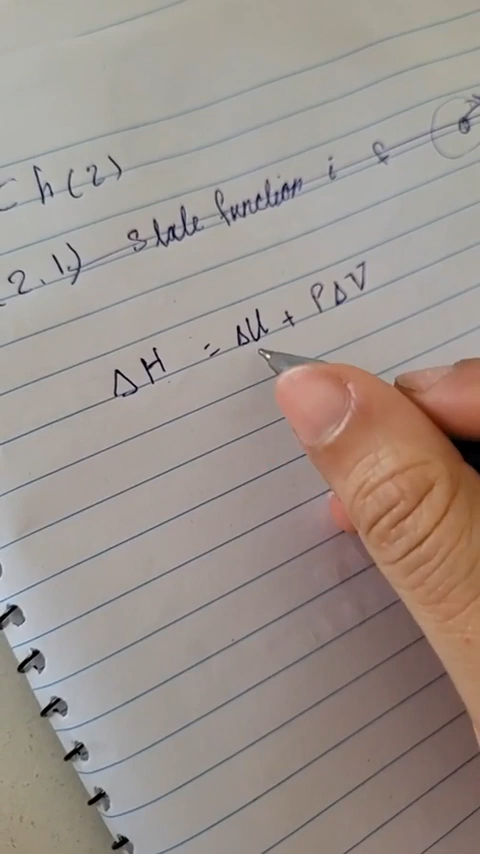 Ch(2)
2.1) State function i f
ΔH = ΔU + PΔV